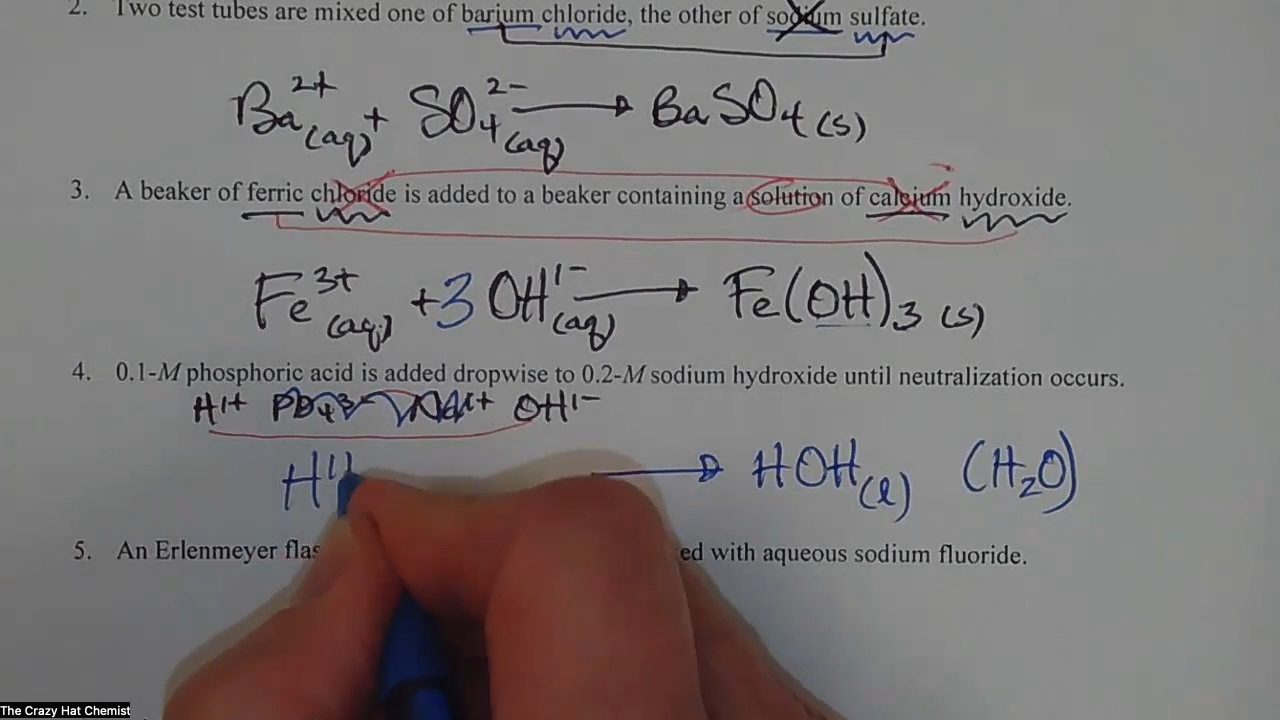 2. Two test tubes are mixed one of barium chloride, the other of sodium sulfate.
Ba²⁺(aq) + SO₄²⁻(aq) → BaSO₄(s)
3. A beaker of ferric chloride is added to a beaker containing a solution of calcium hydroxide.
Fe³⁺(aq) + 3 OH¹⁻(aq) → Fe(OH)₃(s)
4. 0.1-M phosphoric acid is added dropwise to 0.2-M sodium hydroxide until neutralization occurs.
H¹⁺ PO₄³⁻ Na¹⁺ OH¹⁻
H¹ → HOH(l) (H₂O)
5. An Erlenmeyer flas ed with aqueous sodium fluoride.
The Crazy Hat Chemist